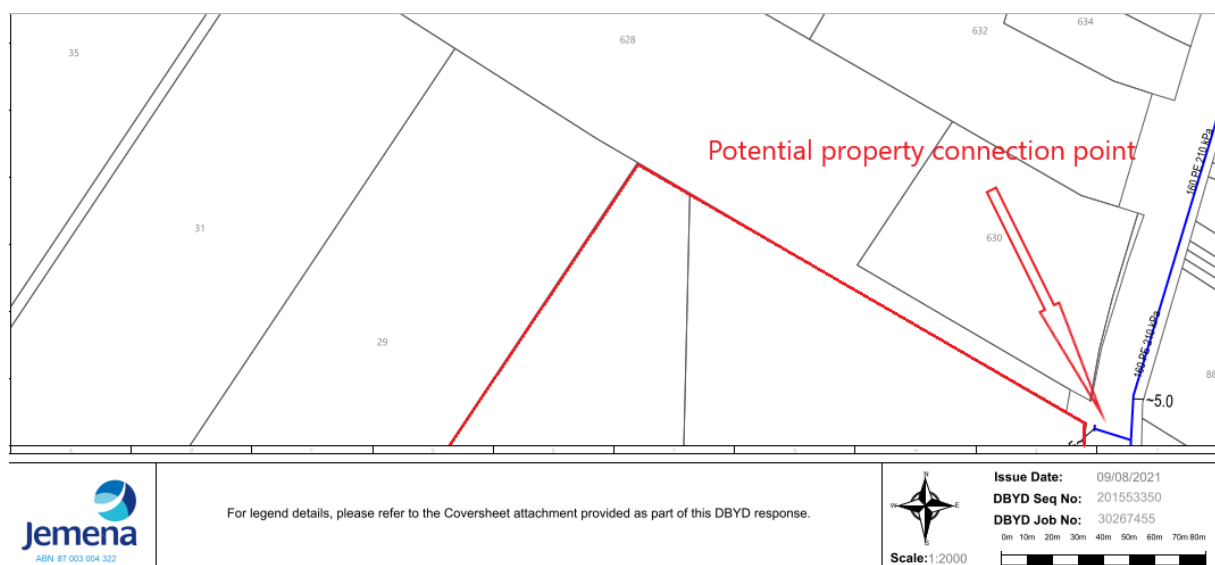 35
628
632
634
Potential property connection point
160 PE 210 kPa
31
630
29
160 PE 210 kPa
88
~5.0
Jemena
ABN 87 003 004 322
For legend details, please refer to the Coversheet attachment provided as part of this DBYD response.
N
W
E
S
Scale:1:2000
Issue Date: 09/08/2021
DBYD Seq No: 201553350
DBYD Job No: 30267455
0m 10m 20m 30m 40m 50m 60m 70m 80m